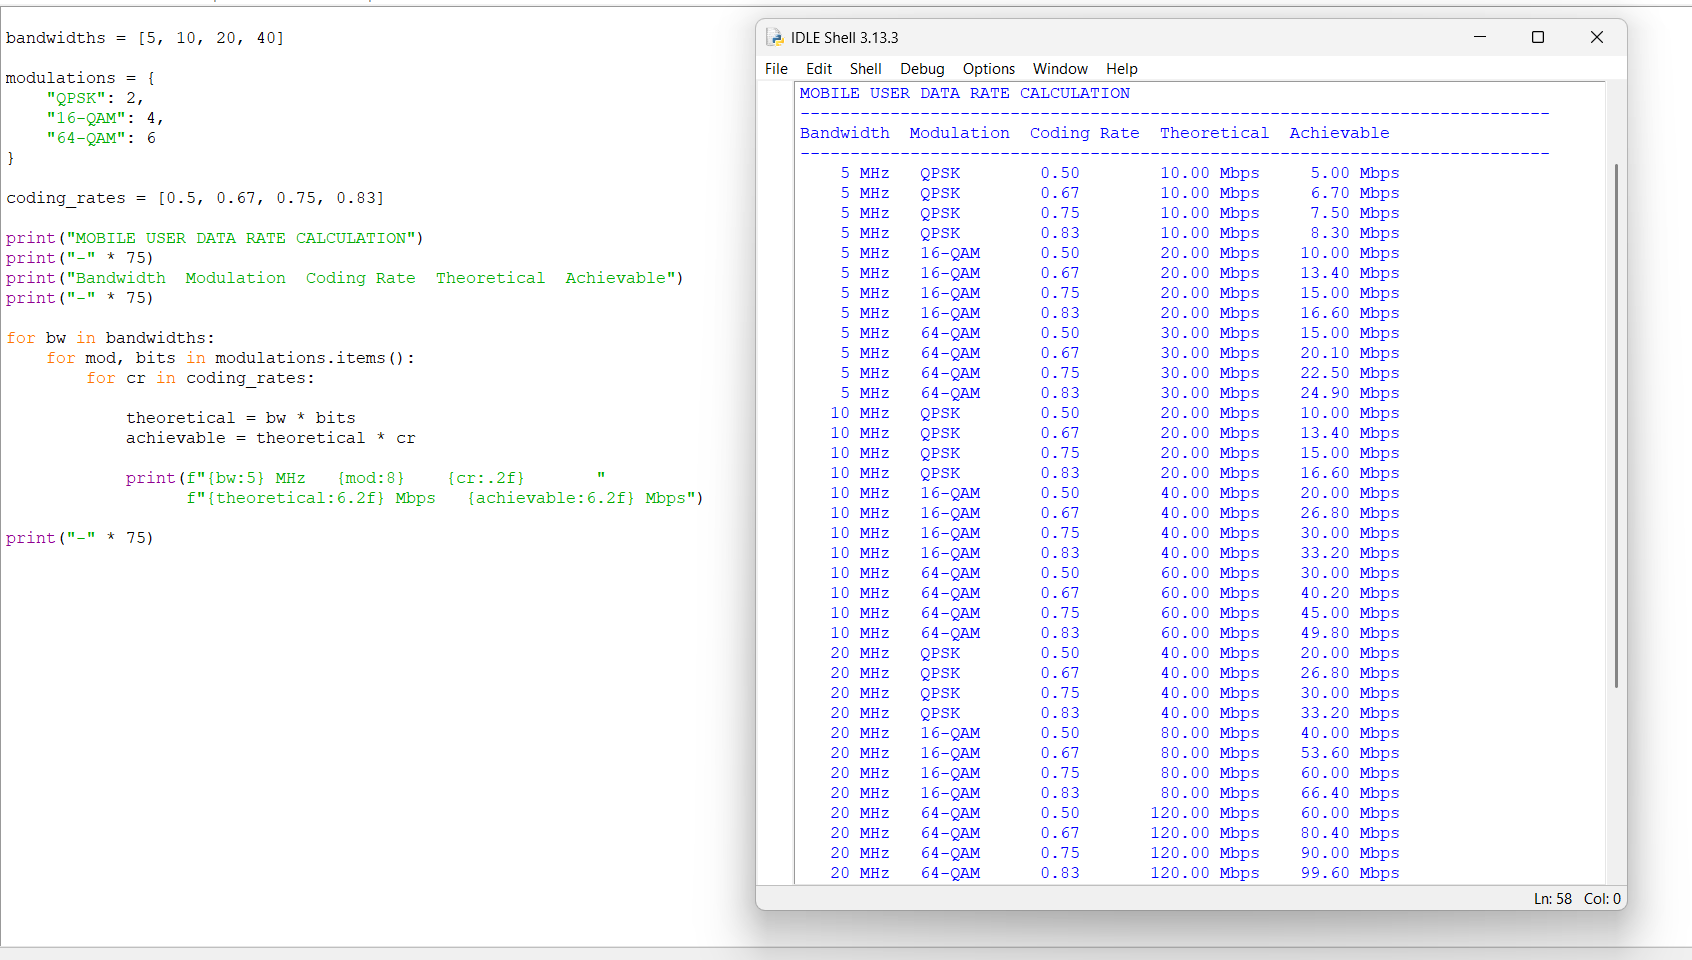 bandwidths = [5, 10, 20, 40]
modulations = {
    "QPSK": 2,
    "16-QAM": 4,
    "64-QAM": 6
}
coding_rates = [0.5, 0.67, 0.75, 0.83]
print("MOBILE USER DATA RATE CALCULATION")
print("-" * 75)
print("Bandwidth  Modulation  Coding Rate  Theoretical  Achievable")
print("-" * 75)
for bw in bandwidths:
    for mod, bits in modulations.items():
        for cr in coding_rates:
            theoretical = bw * bits
            achievable = theoretical * cr
            print(f"{bw:5} MHz   {mod:8}    {cr:.2f}       "
                  f"{theoretical:6.2f} Mbps   {achievable:6.2f} Mbps")
print("-" * 75)
IDLE Shell 3.13.3
File Edit Shell Debug Options Window Help
MOBILE USER DATA RATE CALCULATION
---------------------------------------------------------------------------
Bandwidth  Modulation  Coding Rate  Theoretical  Achievable
---------------------------------------------------------------------------
    5 MHz   QPSK        0.50        10.00 Mbps     5.00 Mbps
    5 MHz   QPSK        0.67        10.00 Mbps     6.70 Mbps
    5 MHz   QPSK        0.75        10.00 Mbps     7.50 Mbps
    5 MHz   QPSK        0.83        10.00 Mbps     8.30 Mbps
    5 MHz   16-QAM      0.50        20.00 Mbps    10.00 Mbps
    5 MHz   16-QAM      0.67        20.00 Mbps    13.40 Mbps
    5 MHz   16-QAM      0.75        20.00 Mbps    15.00 Mbps
    5 MHz   16-QAM      0.83        20.00 Mbps    16.60 Mbps
    5 MHz   64-QAM      0.50        30.00 Mbps    15.00 Mbps
    5 MHz   64-QAM      0.67        30.00 Mbps    20.10 Mbps
    5 MHz   64-QAM      0.75        30.00 Mbps    22.50 Mbps
    5 MHz   64-QAM      0.83        30.00 Mbps    24.90 Mbps
   10 MHz   QPSK        0.50        20.00 Mbps    10.00 Mbps
   10 MHz   QPSK        0.67        20.00 Mbps    13.40 Mbps
   10 MHz   QPSK        0.75        20.00 Mbps    15.00 Mbps
   10 MHz   QPSK        0.83        20.00 Mbps    16.60 Mbps
   10 MHz   16-QAM      0.50        40.00 Mbps    20.00 Mbps
   10 MHz   16-QAM      0.67        40.00 Mbps    26.80 Mbps
   10 MHz   16-QAM      0.75        40.00 Mbps    30.00 Mbps
   10 MHz   16-QAM      0.83        40.00 Mbps    33.20 Mbps
   10 MHz   64-QAM      0.50        60.00 Mbps    30.00 Mbps
   10 MHz   64-QAM      0.67        60.00 Mbps    40.20 Mbps
   10 MHz   64-QAM      0.75        60.00 Mbps    45.00 Mbps
   10 MHz   64-QAM      0.83        60.00 Mbps    49.80 Mbps
   20 MHz   QPSK        0.50        40.00 Mbps    20.00 Mbps
   20 MHz   QPSK        0.67        40.00 Mbps    26.80 Mbps
   20 MHz   QPSK        0.75        40.00 Mbps    30.00 Mbps
   20 MHz   QPSK        0.83        40.00 Mbps    33.20 Mbps
   20 MHz   16-QAM      0.50        80.00 Mbps    40.00 Mbps
   20 MHz   16-QAM      0.67        80.00 Mbps    53.60 Mbps
   20 MHz   16-QAM      0.75        80.00 Mbps    60.00 Mbps
   20 MHz   16-QAM      0.83        80.00 Mbps    66.40 Mbps
   20 MHz   64-QAM      0.50       120.00 Mbps    60.00 Mbps
   20 MHz   64-QAM      0.67       120.00 Mbps    80.40 Mbps
   20 MHz   64-QAM      0.75       120.00 Mbps    90.00 Mbps
   20 MHz   64-QAM      0.83       120.00 Mbps    99.60 Mbps
Ln: 58 Col: 0